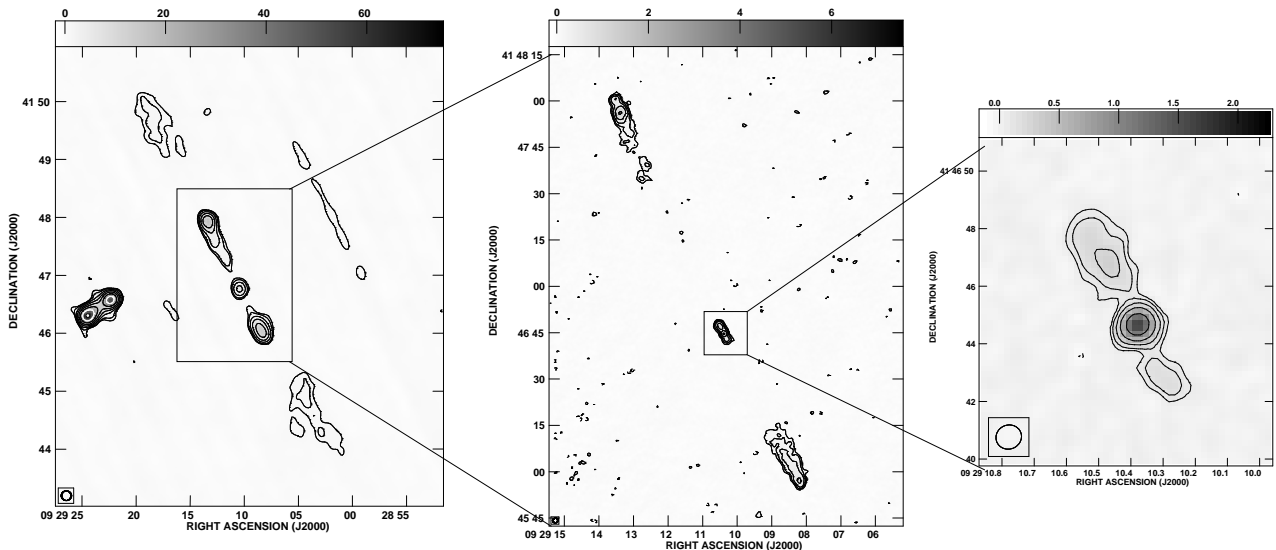 0 20 40 60
DECLINATION (J2000)
41 50
49
48
47
46
45
44
09 29 25 20 15 10 05 00 28 55
RIGHT ASCENSION (J2000)
0 2 4 6
DECLINATION (J2000)
41 48 15
00
47 45
30
15
00
46 45
30
15
00
45 45
09 29 15 14 13 12 11 10 09 08 07 06
RIGHT ASCENSION (J2000)
0.0 0.5 1.0 1.5 2.0
DECLINATION (J2000)
41 46 50
48
46
44
42
40
09 29 10.8 10.7 10.6 10.5 10.4 10.3 10.2 10.1 10.0
RIGHT ASCENSION (J2000)